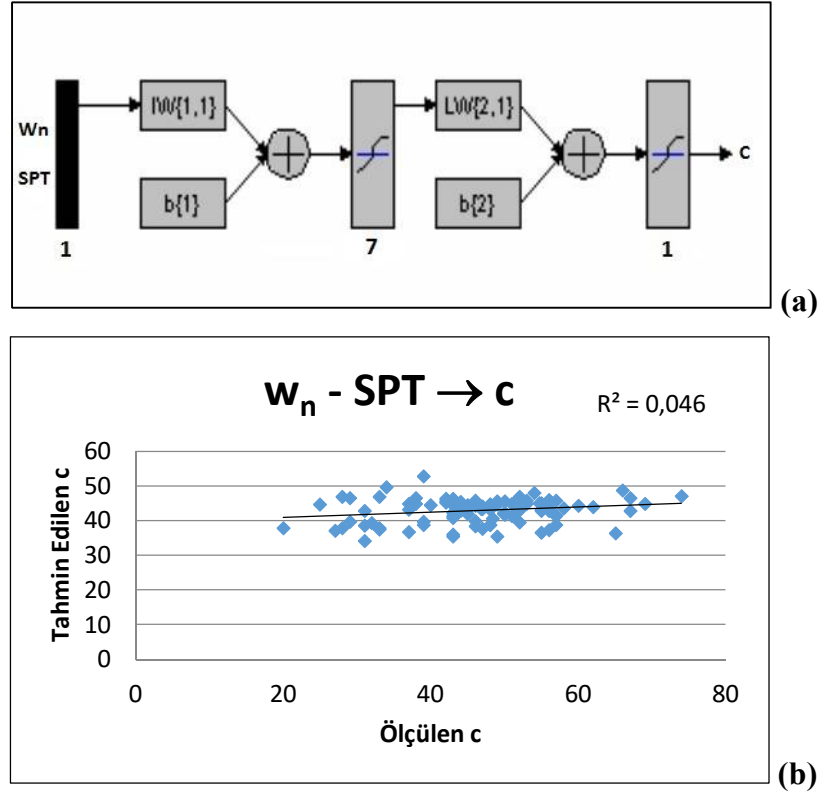 IW{1,1}
LW{2,1}
Wn
SPT
b{1}
b{2}
c
1
7
1
(a)
wn - SPT → c
R² = 0,046
Tahmin Edilen c
60
50
40
30
20
10
0
0
20
40
60
80
Ölçülen c
(b)